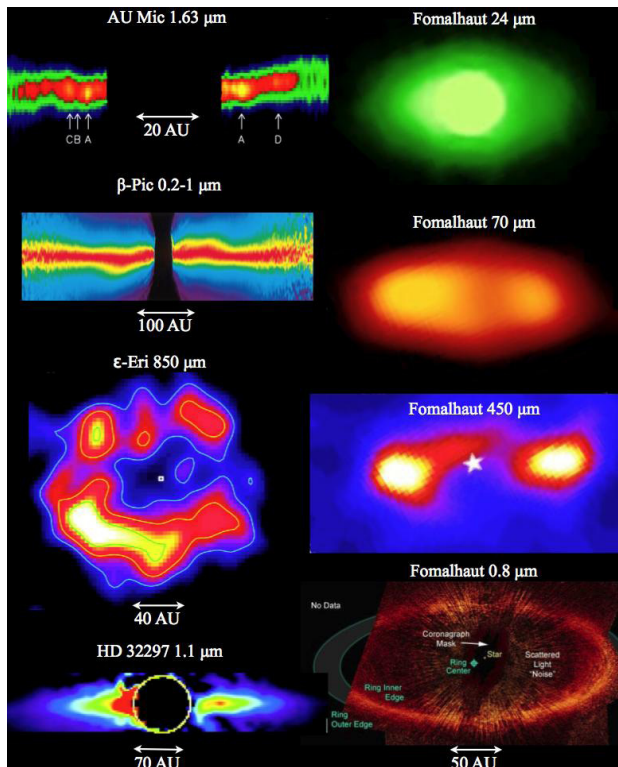 AU Mic 1.63 μm
C B A
A
D
20 AU
β-Pic 0.2-1 μm
100 AU
ε-Eri 850 μm
40 AU
HD 32297 1.1 μm
70 AU
Fomalhaut 24 μm
Fomalhaut 70 μm
Fomalhaut 450 μm
Fomalhaut 0.8 μm
No Data
Coronagraph
Mask
Star
Ring
Center
Scattered
Light
"Noise"
Ring Inner
Edge
Ring
Outer Edge
50 AU